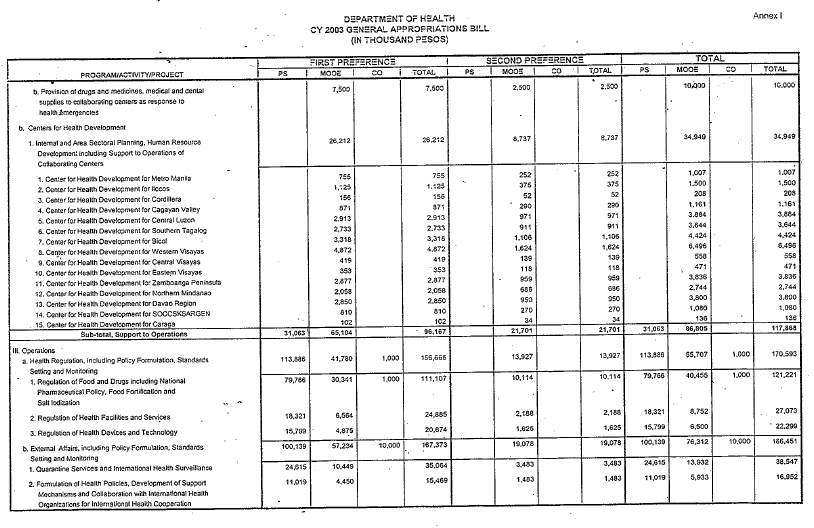 Annex I
DEPARTMENT OF HEALTH
CY 2003 GENERAL APPROPRIATIONS BILL
(IN THOUSAND PESOS)
FIRST PREFERENCE SECOND PREFERENCE TOTAL
PROGRAM/ACTIVITY/PROJECT PS MOOE CO TOTAL PS MOOE CO TOTAL PS MOOE CO TOTAL
b. Provision of drugs and medicines, medical and dental 7,500 7,500 2,500 2,500 10,000 10,000
supplies to collaborating centers as response to
health emergencies
b. Centers for Health Development
1. Internal and Area Sectoral Planning, Human Resource 26,212 26,212 8,737 8,737 34,949 34,949
Development including Support to Operations of
Collaborating Centers
1. Center for Health Development for Metro Manila 755 755 252 252 1,007 1,007
2. Center for Health Development for Ilocos 1,125 1,125 375 375 1,500 1,500
3. Center for Health Development for Cordillera 156 156 52 52 208 208
4. Center for Health Development for Cagayan Valley 871 871 290 290 1,161 1,161
5. Center for Health Development for Central Luzon 2,913 2,913 971 971 3,884 3,884
6. Center for Health Development for Southern Tagalog 2,733 2,733 911 911 3,644 3,644
7. Center for Health Development for Bicol 3,318 3,318 1,106 1,106 4,424 4,424
8. Center for Health Development for Western Visayas 4,872 4,872 1,624 1,624 6,496 6,496
9. Center for Health Development for Central Visayas 419 419 139 139 558 558
10. Center for Health Development for Eastern Visayas 353 353 118 118 471 471
11. Center for Health Development for Zamboanga Peninsula 2,877 2,877 959 959 3,836 3,836
12. Center for Health Development for Northern Mindanao 2,058 2,058 686 686 2,744 2,744
13. Center for Health Development for Davao Region 2,850 2,850 950 950 3,800 3,800
14. Center for Health Development for SOCCSKSARGEN 810 810 270 270 1,080 1,080
15. Center for Health Development for Caraga 102 102 34 34 136 136
Sub-total, Support to Operations 31,063 65,104 96,167 21,701 21,701 31,063 86,805 117,868
III. Operations
a. Health Regulation, including Policy Formulation, Standards 113,886 41,780 1,000 156,666 13,927 13,927 113,886 55,707 1,000 170,593
Setting and Monitoring
1. Regulation of Food and Drugs including National 79,766 30,341 1,000 111,107 10,114 10,114 79,766 40,455 1,000 121,221
Pharmaceutical Policy, Food Fortification and
Salt Iodization
2. Regulation of Health Facilities and Services 18,321 6,564 24,885 2,188 2,188 18,321 8,752 27,073
3. Regulation of Health Devices and Technology 15,799 4,875 20,674 1,625 1,625 15,799 6,500 22,299
b. External Affairs, including Policy Formulation, Standards 100,139 57,234 10,000 167,373 19,078 19,078 100,139 76,312 10,000 186,451
Setting and Monitoring
1. Quarantine Services and International Health Surveillance 24,615 10,449 35,064 3,483 3,483 24,615 13,932 38,547
2. Formulation of Health Policies, Development of Support 11,019 4,450 15,469 1,483 1,483 11,019 5,933 16,952
Mechanisms and Collaboration with International Health
Organizations for International Health Cooperation